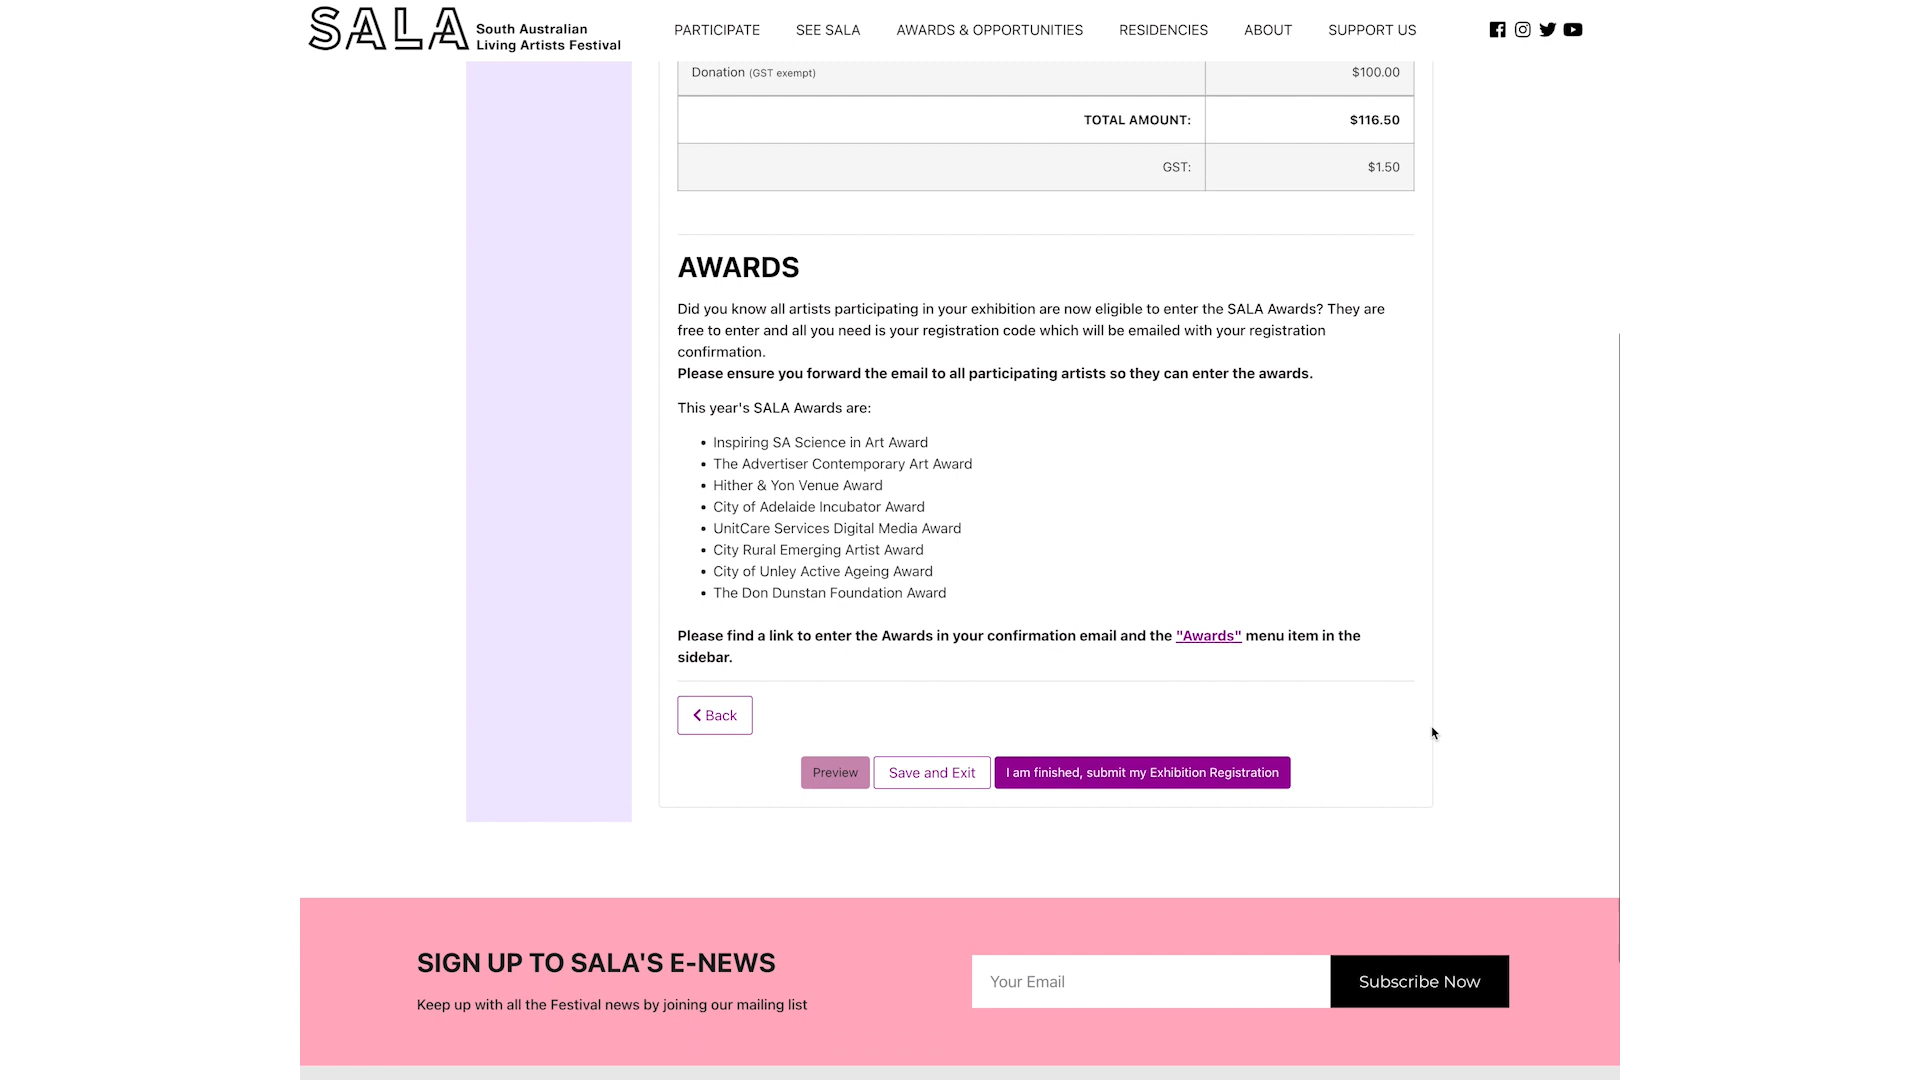 SALA South Australian
Living Artists Festival
PARTICIPATE SEE SALA AWARDS & OPPORTUNITIES RESIDENCIES ABOUT SUPPORT US
Donation (GST exempt) $100.00
TOTAL AMOUNT: $116.50
GST: $1.50
AWARDS
Did you know all artists participating in your exhibition are now eligible to enter the SALA Awards? They are
free to enter and all you need is your registration code which will be emailed with your registration
confirmation.
Please ensure you forward the email to all participating artists so they can enter the awards.
This year's SALA Awards are:
• Inspiring SA Science in Art Award
• The Advertiser Contemporary Art Award
• Hither & Yon Venue Award
• City of Adelaide Incubator Award
• UnitCare Services Digital Media Award
• City Rural Emerging Artist Award
• City of Unley Active Ageing Award
• The Don Dunstan Foundation Award
Please find a link to enter the Awards in your confirmation email and the "Awards" menu item in the
sidebar.
Back
Preview Save and Exit I am finished, submit my Exhibition Registration
SIGN UP TO SALA'S E-NEWS
Keep up with all the Festival news by joining our mailing list
Your Email Subscribe Now